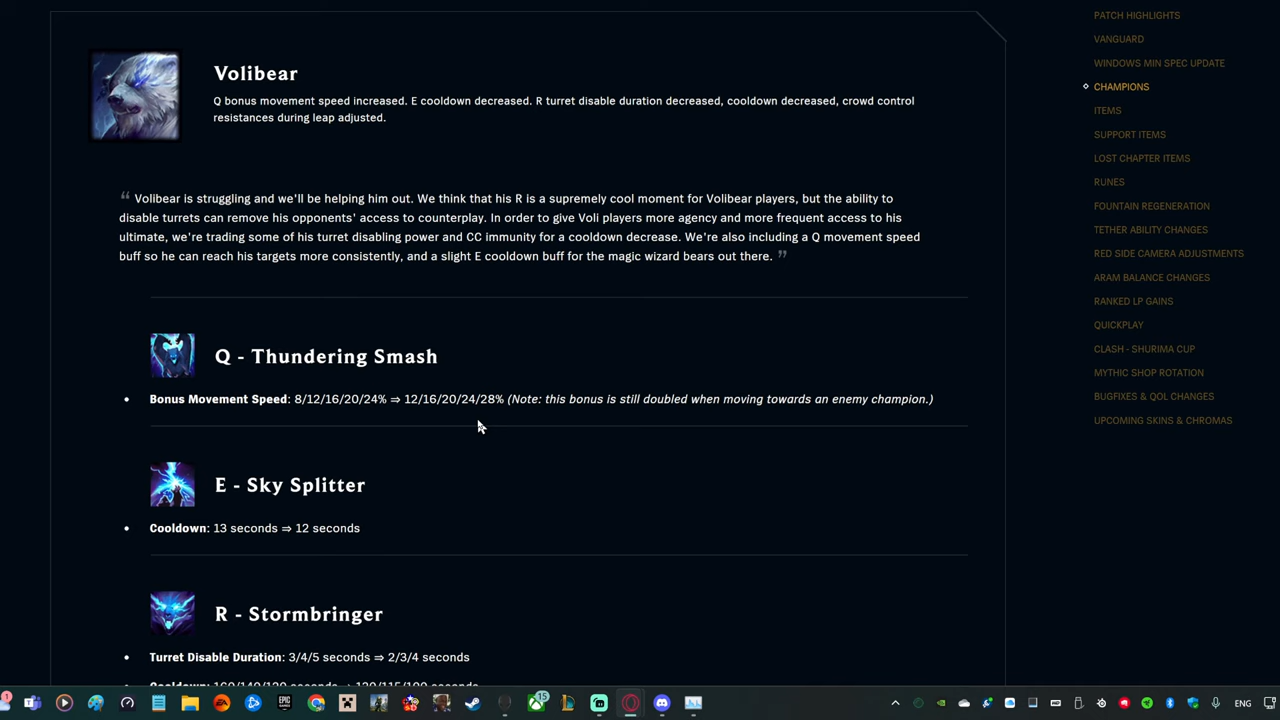 PATCH HIGHLIGHTS
VANGUARD
WINDOWS MIN SPEC UPDATE
CHAMPIONS
ITEMS
SUPPORT ITEMS
LOST CHAPTER ITEMS
RUNES
FOUNTAIN REGENERATION
TETHER ABILITY CHANGES
RED SIDE CAMERA ADJUSTMENTS
ARAM BALANCE CHANGES
RANKED LP GAINS
QUICKPLAY
CLASH - SHURIMA CUP
MYTHIC SHOP ROTATION
BUGFIXES & QOL CHANGES
UPCOMING SKINS & CHROMAS
Volibear
Q bonus movement speed increased. E cooldown decreased. R turret disable duration decreased, cooldown decreased, crowd control
resistances during leap adjusted.
“ Volibear is struggling and we'll be helping him out. We think that his R is a supremely cool moment for Volibear players, but the ability to
disable turrets can remove his opponents' access to counterplay. In order to give Voli players more agency and more frequent access to his
ultimate, we're trading some of his turret disabling power and CC immunity for a cooldown decrease. We're also including a Q movement speed
buff so he can reach his targets more consistently, and a slight E cooldown buff for the magic wizard bears out there. ”
Q - Thundering Smash
• Bonus Movement Speed: 8/12/16/20/24% ⇒ 12/16/20/24/28% (Note: this bonus is still doubled when moving towards an enemy champion.)
E - Sky Splitter
• Cooldown: 13 seconds ⇒ 12 seconds
R - Stormbringer
• Turret Disable Duration: 3/4/5 seconds ⇒ 2/3/4 seconds
1
EPIC
GAMES
15
ENG